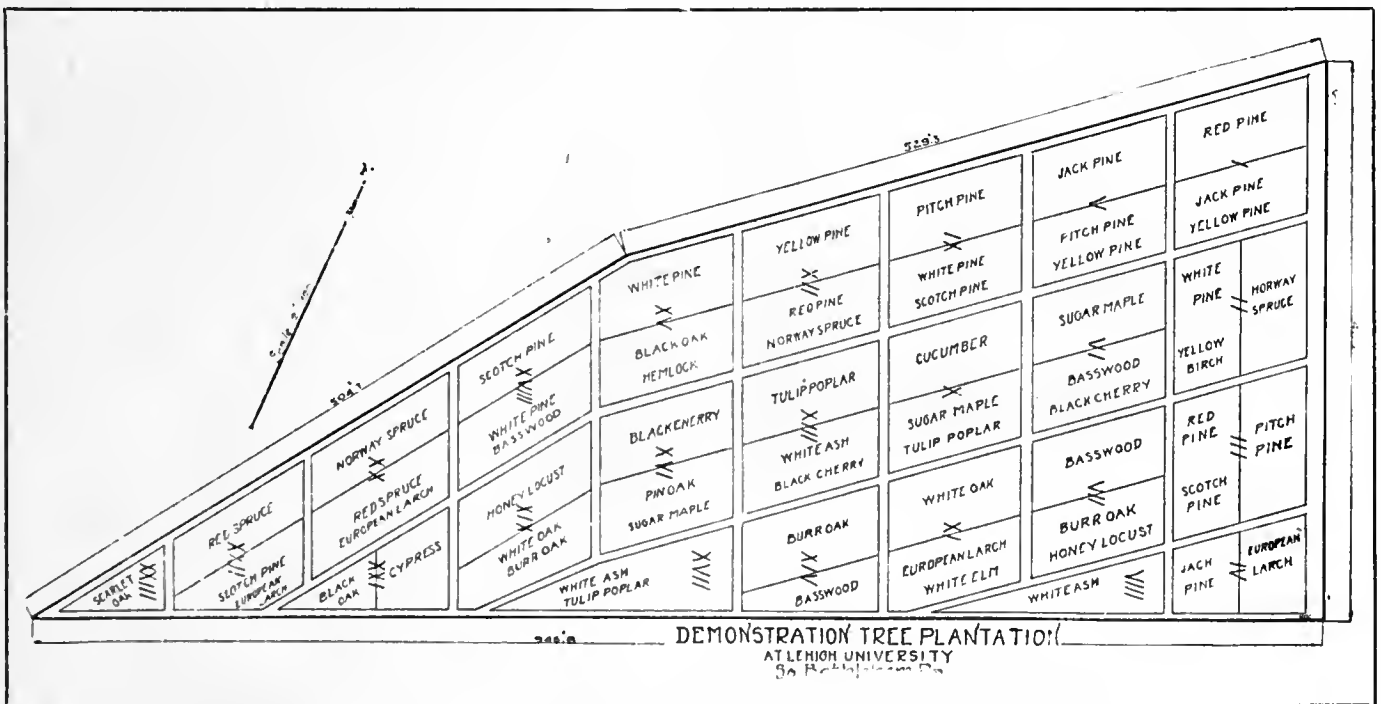 529'.3
RED PINE
JACK PINE
YELLOW PINE
JACK PINE
PITCH PINE
YELLOW PINE
PITCH PINE
WHITE PINE
SCOTCH PINE
YELLOW PINE
RED PINE
NORWAY SPRUCE
WHITE PINE
BLACK OAK
HEMLOCK
SCOTCH PINE
WHITE PINE
BASSWOOD
NORWAY SPRUCE
RED SPRUCE
EUROPEAN LARCH
RED SPRUCE
SCOTCH PINE
EUROPEAN
LARCH
SCARLET
OAK
WHITE
PINE
YELLOW
BIRCH
NORWAY
SPRUCE
SUGAR MAPLE
BASSWOOD
BLACK CHERRY
CUCUMBER
SUGAR MAPLE
TULIP POPLAR
TULIP POPLAR
WHITE ASH
BLACK CHERRY
BLACK CHERRY
PIN OAK
SUGAR MAPLE
HONEY LOCUST
WHITE OAK
BURR OAK
BLACK
OAK
CYPRESS
RED
PINE
SCOTCH
PINE
PITCH
PINE
BASSWOOD
BURR OAK
HONEY LOCUST
WHITE OAK
EUROPEAN LARCH
WHITE ELM
BURR OAK
BASSWOOD
WHITE ASH
TULIP POPLAR
WHITE ASH
JACK
PINE
EUROPEAN
LARCH
DEMONSTRATION TREE PLANTATION
AT LEHIGH UNIVERSITY
So Bethlehem Pa